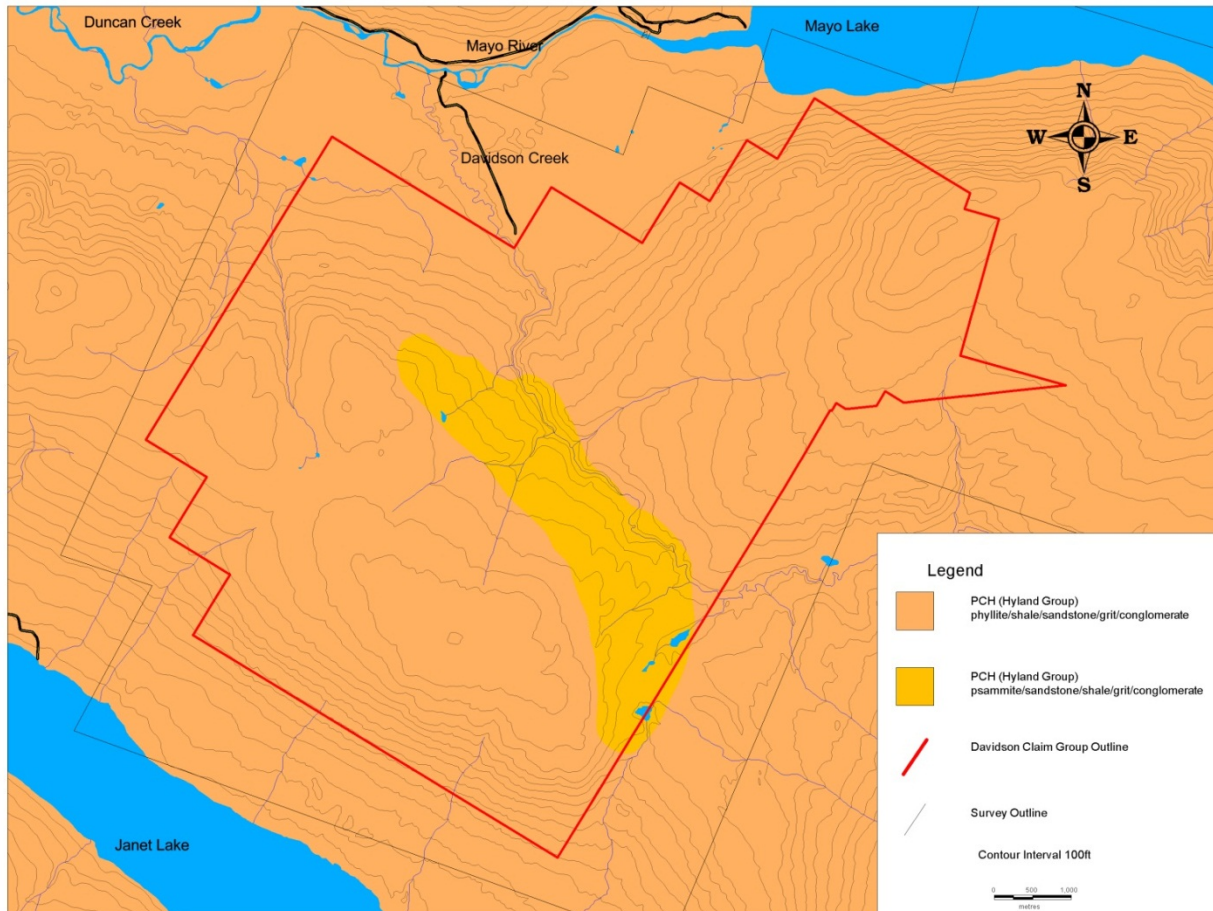 Duncan Creek
Mayo River
Mayo Lake
N
W E
S
Davidson Creek
Janet Lake
Legend
PCH (Hyland Group)
phyllite/shale/sandstone/grit/conglomerate
PCH (Hyland Group)
psammite/sandstone/shale/grit/conglomerate
Davidson Claim Group Outline
Survey Outline
Contour Interval 100ft
0 500 1,000
metres